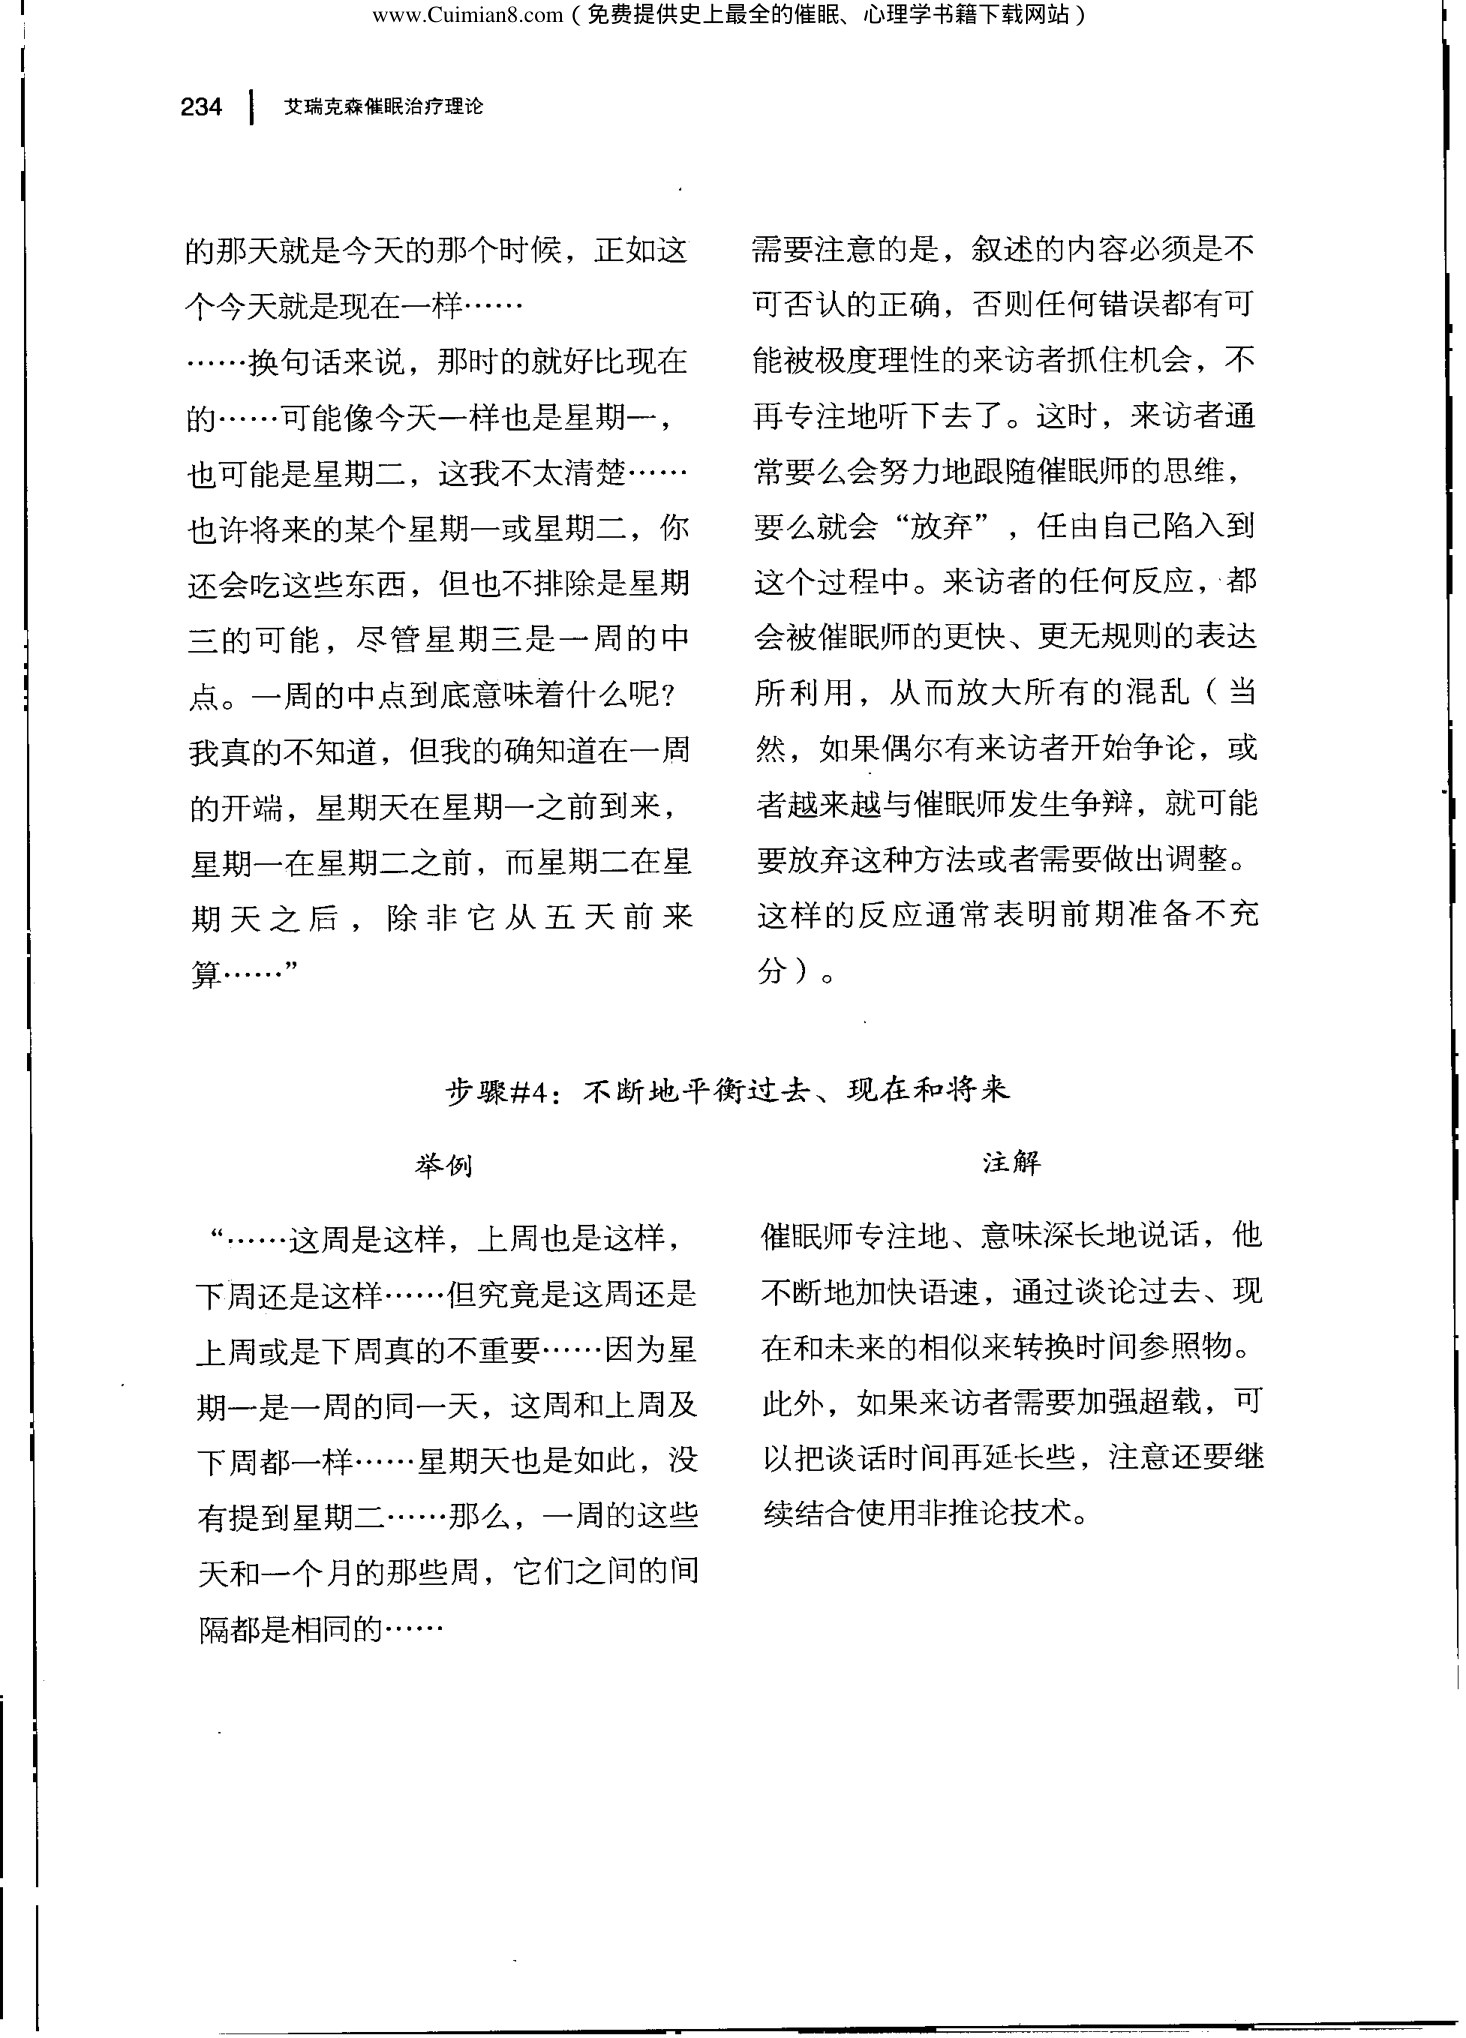 www.Cuimian8.com（免费提供史上最全的催眠、心理学书籍下载网站）
234 艾瑞克森催眠治疗理论
的那天就是今天的那个时候，正如这
个今天就是现在一样……
……换句话来说，那时的就好比现在
的……可能像今天一样也是星期一，
也可能是星期二，这我不太清楚……
也许将来的某个星期一或星期二，你
还会吃这些东西，但也不排除是星期
三的可能，尽管星期三是一周的中
点。一周的中点到底意味着什么呢？
我真的不知道，但我的确知道在一周
的开端，星期天在星期一之前到来，
星期一在星期二之前，而星期二在星
期天之后，除非它从五天前来
算……”
需要注意的是，叙述的内容必须是不
可否认的正确，否则任何错误都有可
能被极度理性的来访者抓住机会，不
再专注地听下去了。这时，来访者通
常要么会努力地跟随催眠师的思维，
要么就会“放弃”，任由自己陷入到
这个过程中。来访者的任何反应，都
会被催眠师的更快、更无规则的表达
所利用，从而放大所有的混乱（当
然，如果偶尔有来访者开始争论，或
者越来越与催眠师发生争辩，就可能
要放弃这种方法或者需要做出调整。
这样的反应通常表明前期准备不充
分）。
步骤#4：不断地平衡过去、现在和将来
举例
“……这周是这样，上周也是这样，
下周还是这样……但究竟是这周还是
上周或是下周真的不重要……因为星
期一是一周的同一天，这周和上周及
下周都一样……星期天也是如此，没
有提到星期二……那么，一周的这些
天和一个月的那些周，它们之间的间
隔都是相同的……
注解
催眠师专注地、意味深长地说话，他
不断地加快语速，通过谈论过去、现
在和未来的相似来转换时间参照物。
此外，如果来访者需要加强超载，可
以把谈话时间再延长些，注意还要继
续结合使用非推论技术。